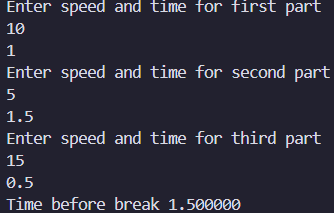 Enter speed and time for first part
10
1
Enter speed and time for second part
5
1.5
Enter speed and time for third part
15
0.5
Time before break 1.500000